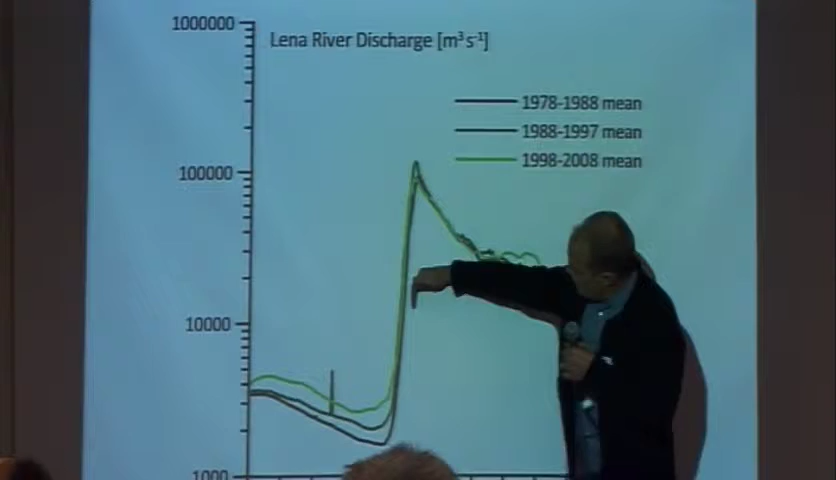 1000000
Lena River Discharge [m³ s⁻¹]
1978-1988 mean
1988-1997 mean
1998-2008 mean
100000
10000
1000